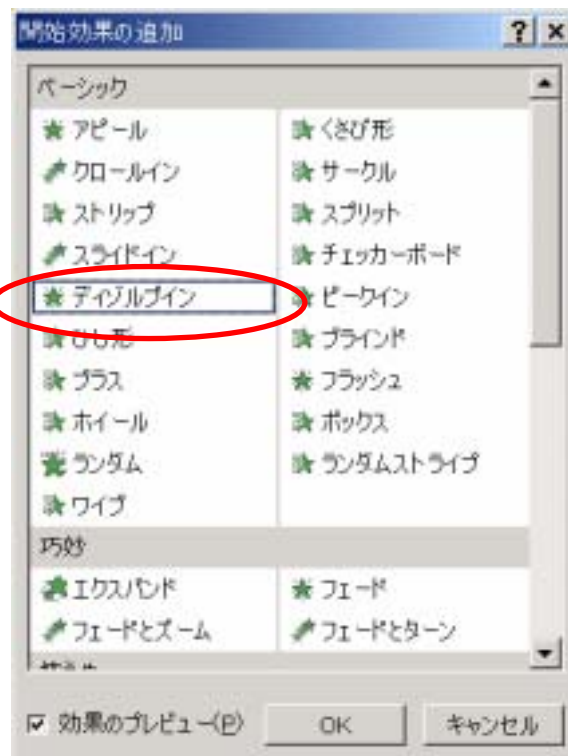 開始効果の追加
ベーシック
アピール くさび形
クロールイン サークル
ストリップ スプリット
スライドイン チェッカーボード
ディゾルブイン ピークイン
ひし形 ブラインド
プラス フラッシュ
ホイール ボックス
ランダム ランダムストライプ
ワイプ
巧妙
エクスパンド フェード
フェードとズーム フェードとターン
効果のプレビュー(P) OK キャンセル